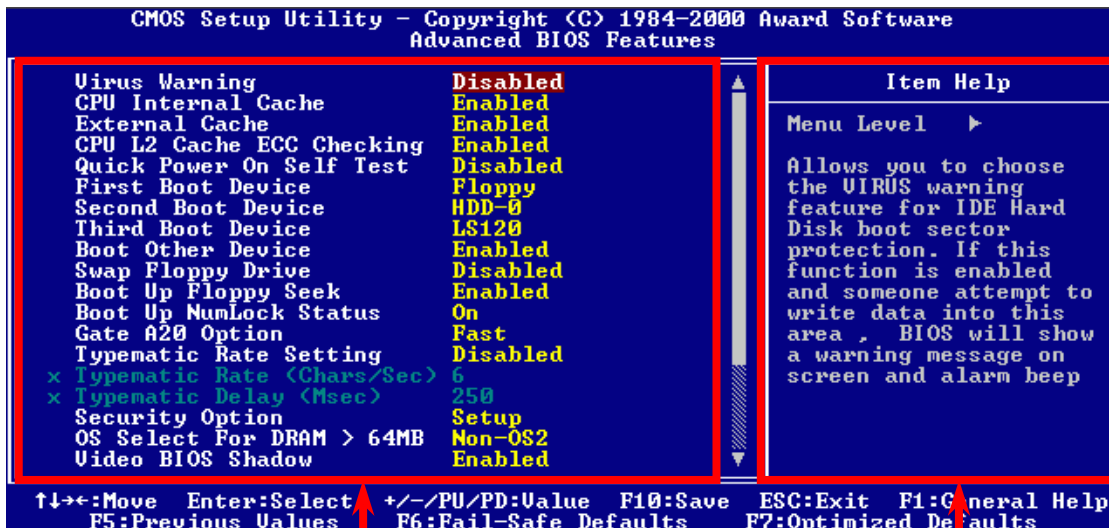 CMOS Setup Utility - Copyright (C) 1984-2000 Award Software
Advanced BIOS Features
Virus Warning Disabled
CPU Internal Cache Enabled
External Cache Enabled
CPU L2 Cache ECC Checking Enabled
Quick Power On Self Test Disabled
First Boot Device Floppy
Second Boot Device HDD-0
Third Boot Device LS120
Boot Other Device Enabled
Swap Floppy Drive Disabled
Boot Up Floppy Seek Enabled
Boot Up NumLock Status On
Gate A20 Option Fast
Typematic Rate Setting Disabled
x Typematic Rate (Chars/Sec) 6
x Typematic Delay (Msec) 250
Security Option Setup
OS Select For DRAM > 64MB Non-OS2
Video BIOS Shadow Enabled
Item Help
Menu Level ▶
Allows you to choose
the VIRUS warning
feature for IDE Hard
Disk boot sector
protection. If this
function is enabled
and someone attempt to
write data into this
area , BIOS will show
a warning message on
screen and alarm beep
↑↓→←:Move Enter:Select +/-/PU/PD:Value F10:Save ESC:Exit F1:General Help
F5:Previous Values F6:Fail-Safe Defaults F7:Optimized Defaults